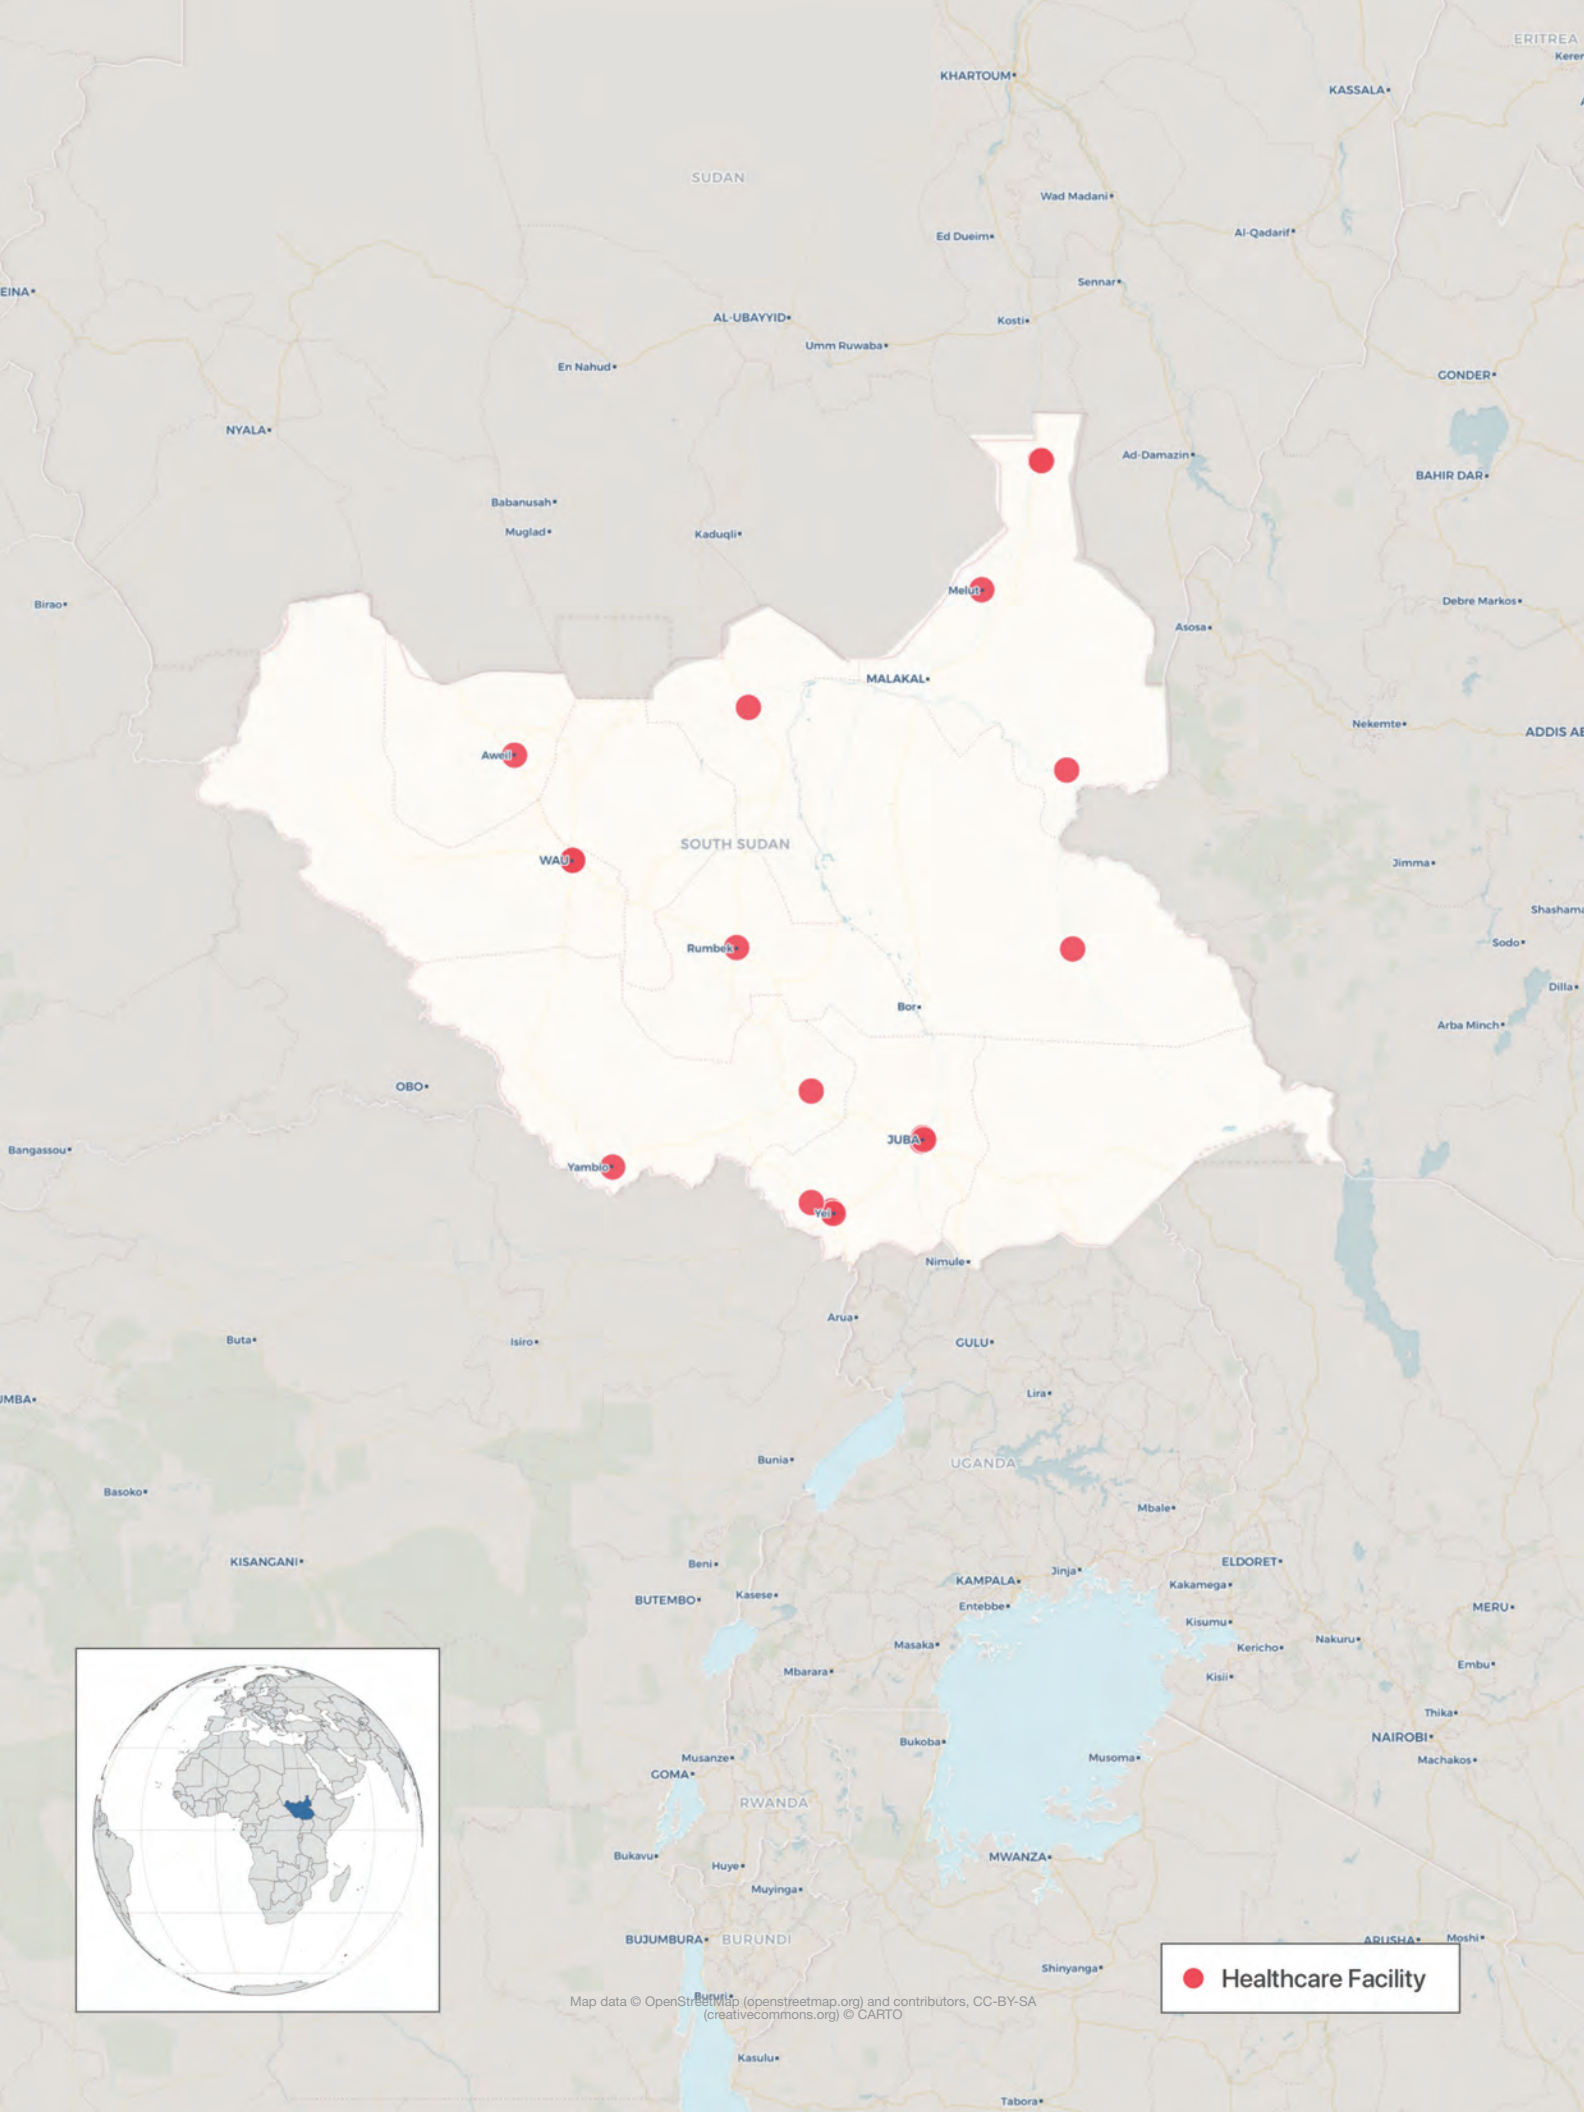 ERITREA
KHARTOUM
KASSALA
SUDAN
Wad Madani
Ed Dueim
Al-Qadarif
Sennar
EINA
AL-UBAYYID
Kosti
Umm Ruwaba
En Nahud
GONDER
NYALA
Ad-Damazin
BAHIR DAR
Babanusah
Muglad
Kaduqli
Melut
Birao
Debre Markos
Asosa
MALAKAL
Nekemte
ADDIS AB
Aweil
SOUTH SUDAN
WAU
Jimma
Shashama
Rumbek
Sodo
Dilla
Bor
Arba Minch
OBO
JUBA
Bangassou
Yambio
Yei
Nimule
Arua
Buta
Isiro
GULU
Lira
UMBA
Bunia
UGANDA
Basoko
Mbale
KISANGANI
Beni
ELDORET
Jinja
KAMPALA
Kakamega
BUTEMBO
Kasese
Entebbe
MERU
Kisumu
Masaka
Kericho
Nakuru
Mbarara
Embu
Kisii
Thika
Bukoba
NAIROBI
Musanze
Musoma
Machakos
GOMA
RWANDA
Bukavu
Huye
MWANZA
Muyinga
BUJUMBURA
BURUNDI
ARUSHA
Moshi
Shinyanga
Healthcare Facility
Bururi
Map data © OpenStreetMap (openstreetmap.org) and contributors, CC-BY-SA
(creativecommons.org) © CARTO
Kasulu
Tabora